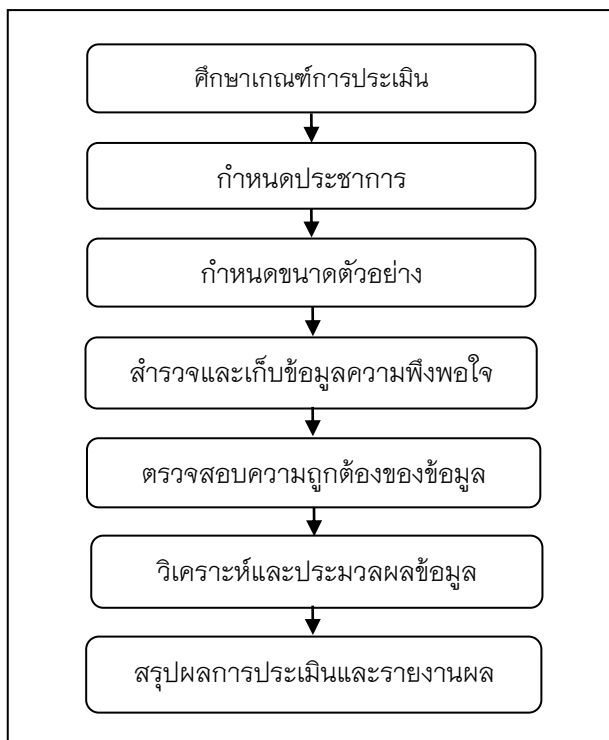 ศึกษาเกณฑ์การประเมิน
กำหนดประชาการ
กำหนดขนาดตัวอย่าง
สำรวจและเก็บข้อมูลความพึงพอใจ
ตรวจสอบความถูกต้องของข้อมูล
วิเคราะห์และประมวลผลข้อมูล
สรุปผลการประเมินและรายงานผล